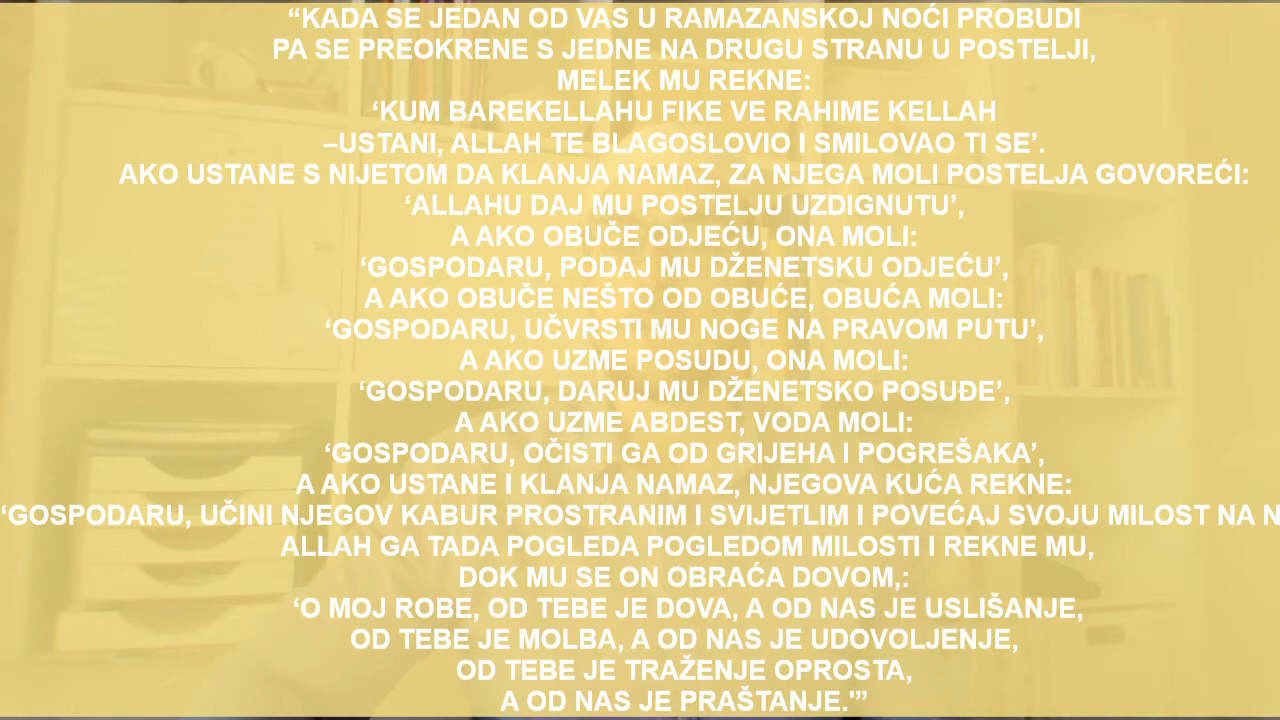 “KADA SE JEDAN OD VAS U RAMAZANSKOJ NOĆI PROBUDI
PA SE PREOKRENE S JEDNE NA DRUGU STRANU U POSTELJI,
MELEK MU REKNE:
‘KUM BAREKELLAHU FIKE VE RAHIME KELLAH
–USTANI, ALLAH TE BLAGOSLOVIO I SMILOVAO TI SE’.
AKO USTANE S NIJETOM DA KLANJA NAMAZ, ZA NJEGA MOLI POSTELJA GOVOREĆI:
‘ALLAHU DAJ MU POSTELJU UZDIGNUTU’,
A AKO OBUČE ODJEĆU, ONA MOLI:
‘GOSPODARU, PODAJ MU DŽENETSKU ODJEĆU’,
A AKO OBUČE NEŠTO OD OBUĆE, OBUĆA MOLI:
‘GOSPODARU, UČVRSTI MU NOGE NA PRAVOM PUTU’,
A AKO UZME POSUDU, ONA MOLI:
‘GOSPODARU, DARUJ MU DŽENETSKO POSUĐE’,
A AKO UZME ABDEST, VODA MOLI:
‘GOSPODARU, OČISTI GA OD GRIJEHA I POGREŠAKA’,
A AKO USTANE I KLANJA NAMAZ, NJEGOVA KUĆA REKNE:
‘GOSPODARU, UČINI NJEGOV KABUR PROSTRANIM I SVIJETLIM I POVEĆAJ SVOJU MILOST NA
ALLAH GA TADA POGLEDA POGLEDOM MILOSTI I REKNE MU,
DOK MU SE ON OBRAĆA DOVOM,:
‘O MOJ ROBE, OD TEBE JE DOVA, A OD NAS JE USLIŠANJE,
OD TEBE JE MOLBA, A OD NAS JE UDOVOLJENJE,
OD TEBE JE TRAŽENJE OPROSTA,
A OD NAS JE PRAŠTANJE.'”